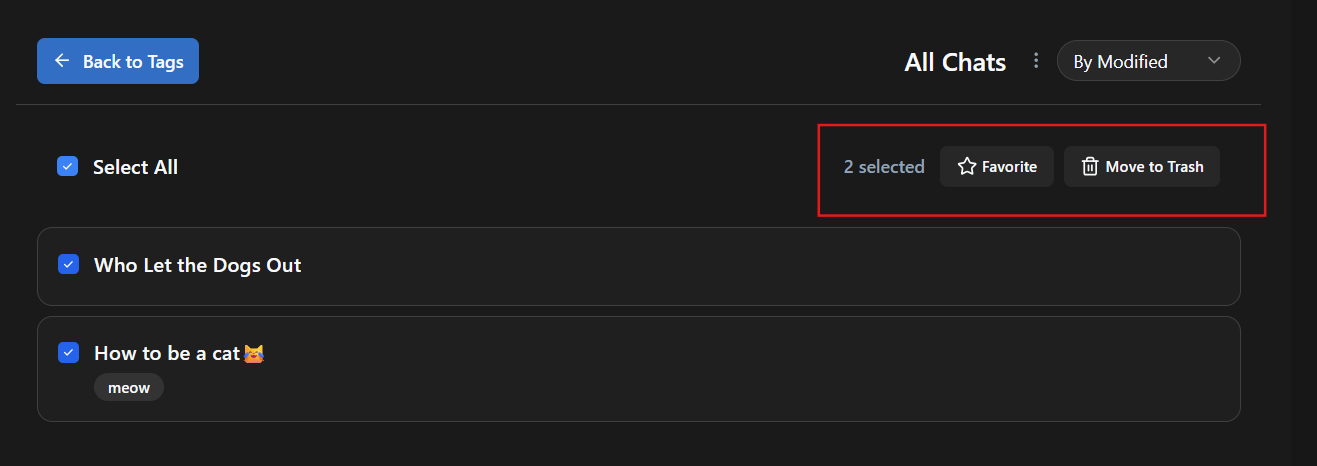 Back to Tags
All Chats
By Modified
Select All
2 selected
Favorite
Move to Trash
Who Let the Dogs Out
How to be a cat😹
meow